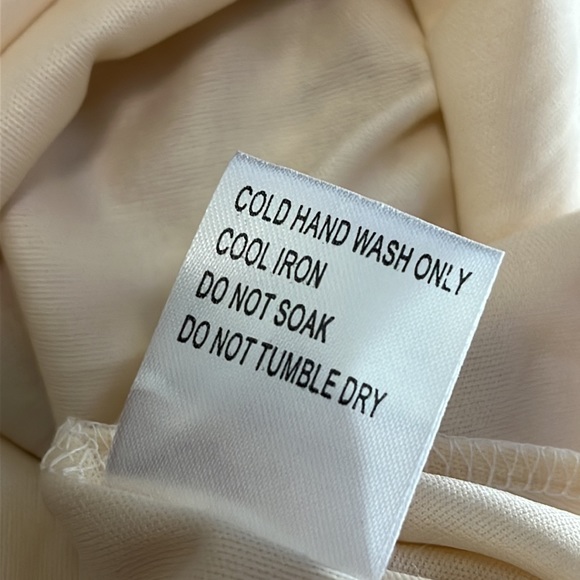 COLD HAND WASH ONLY
COOL IRON
DO NOT SOAK
DO NOT TUMBLE DRY